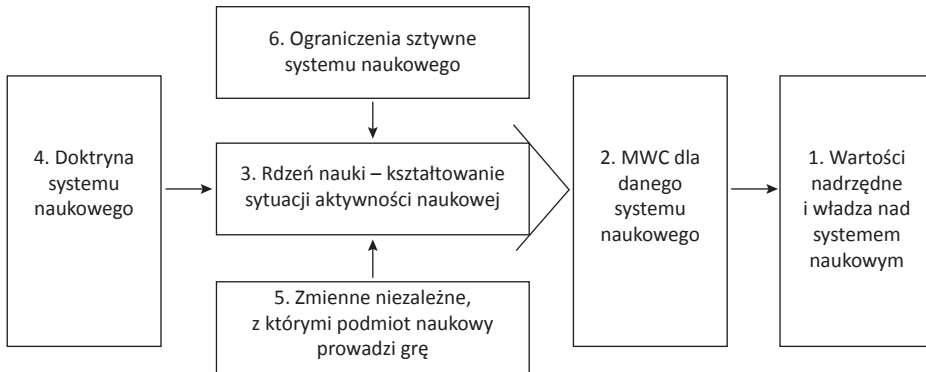 6. Ograniczenia sztywne
systemu naukowego
4. Doktryna
systemu
naukowego
3. Rdzeń nauki – kształtowanie
sytuacji aktywności naukowej
2. MWC dla
danego
systemu
naukowego
1. Wartości
nadrzędne
i władza nad
systemem
naukowym
5. Zmienne niezależne,
z którymi podmiot naukowy
prowadzi grę